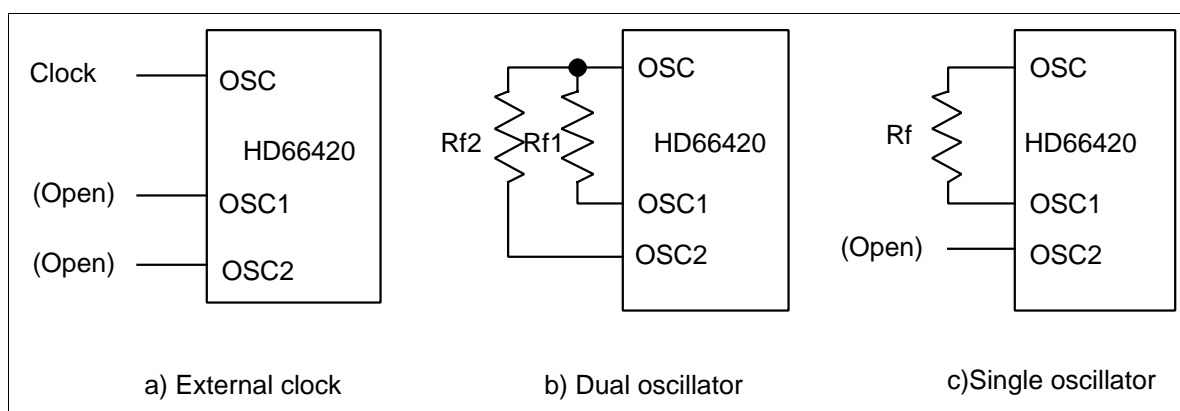 Clock
OSC
HD66420
(Open)
OSC1
(Open)
OSC2
a) External clock
OSC
Rf2
Rf1
HD66420
OSC1
OSC2
b) Dual oscillator
OSC
Rf
HD66420
OSC1
(Open)
OSC2
c)Single oscillator